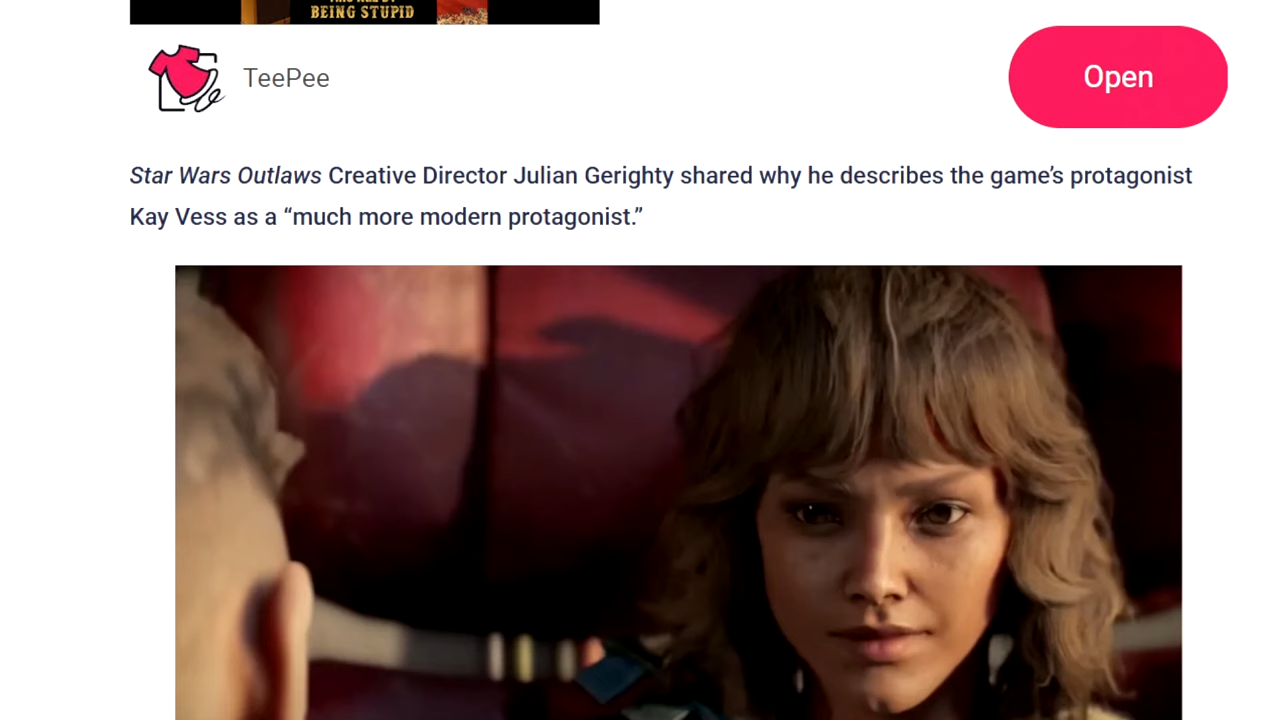 BEING STUPID
TeePee
Open
Star Wars Outlaws Creative Director Julian Gerighty shared why he describes the game’s protagonist
Kay Vess as a “much more modern protagonist.”